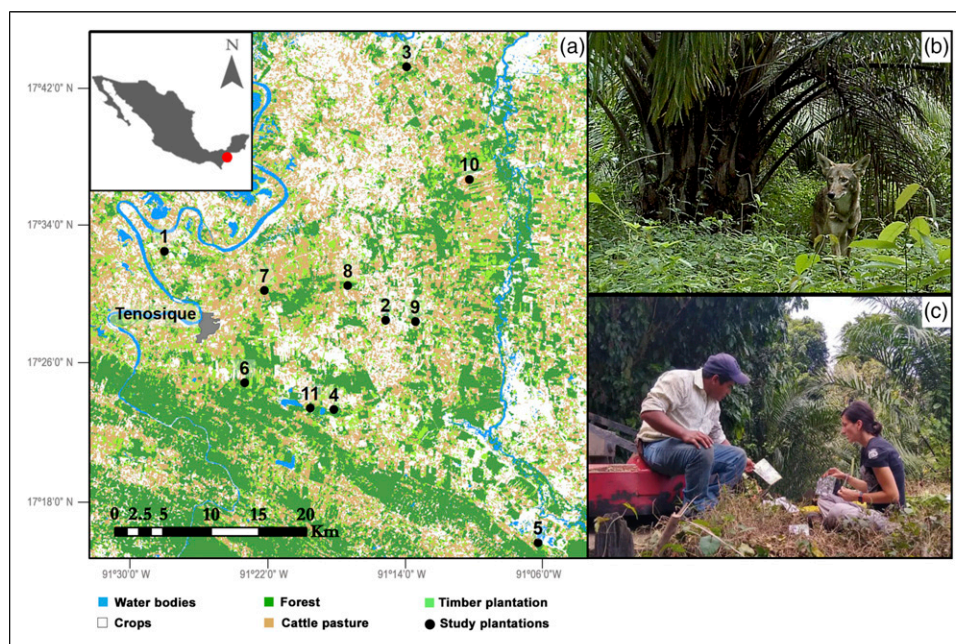 (a)
N
3
17°42'0" N
10
17°34'0" N
1
7
8
2
9
Tenosique
17°26'0" N
6
11
4
17°18'0" N
0 2.5 5 10 15 20
Km
5
91°30'0" W
91°22'0" W
91°14'0" W
91°06'0" W
Water bodies
Forest
Timber plantation
Crops
Cattle pasture
Study plantations
(b)
(c)